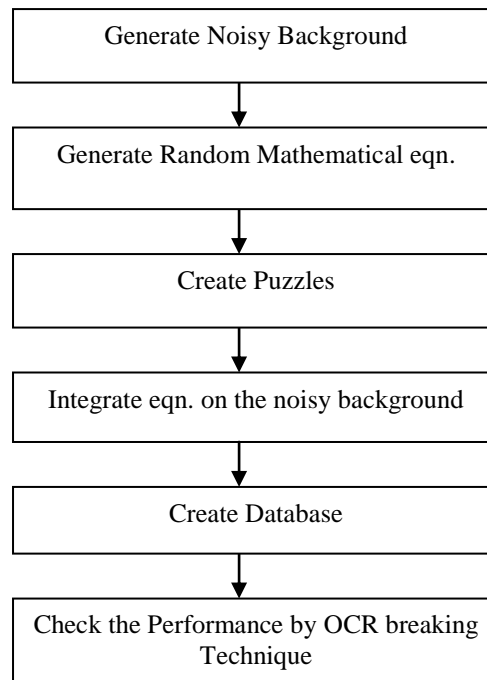 Generate Noisy Background
Generate Random Mathematical eqn.
Create Puzzles
Integrate eqn. on the noisy background
Create Database
Check the Performance by OCR breaking
Technique